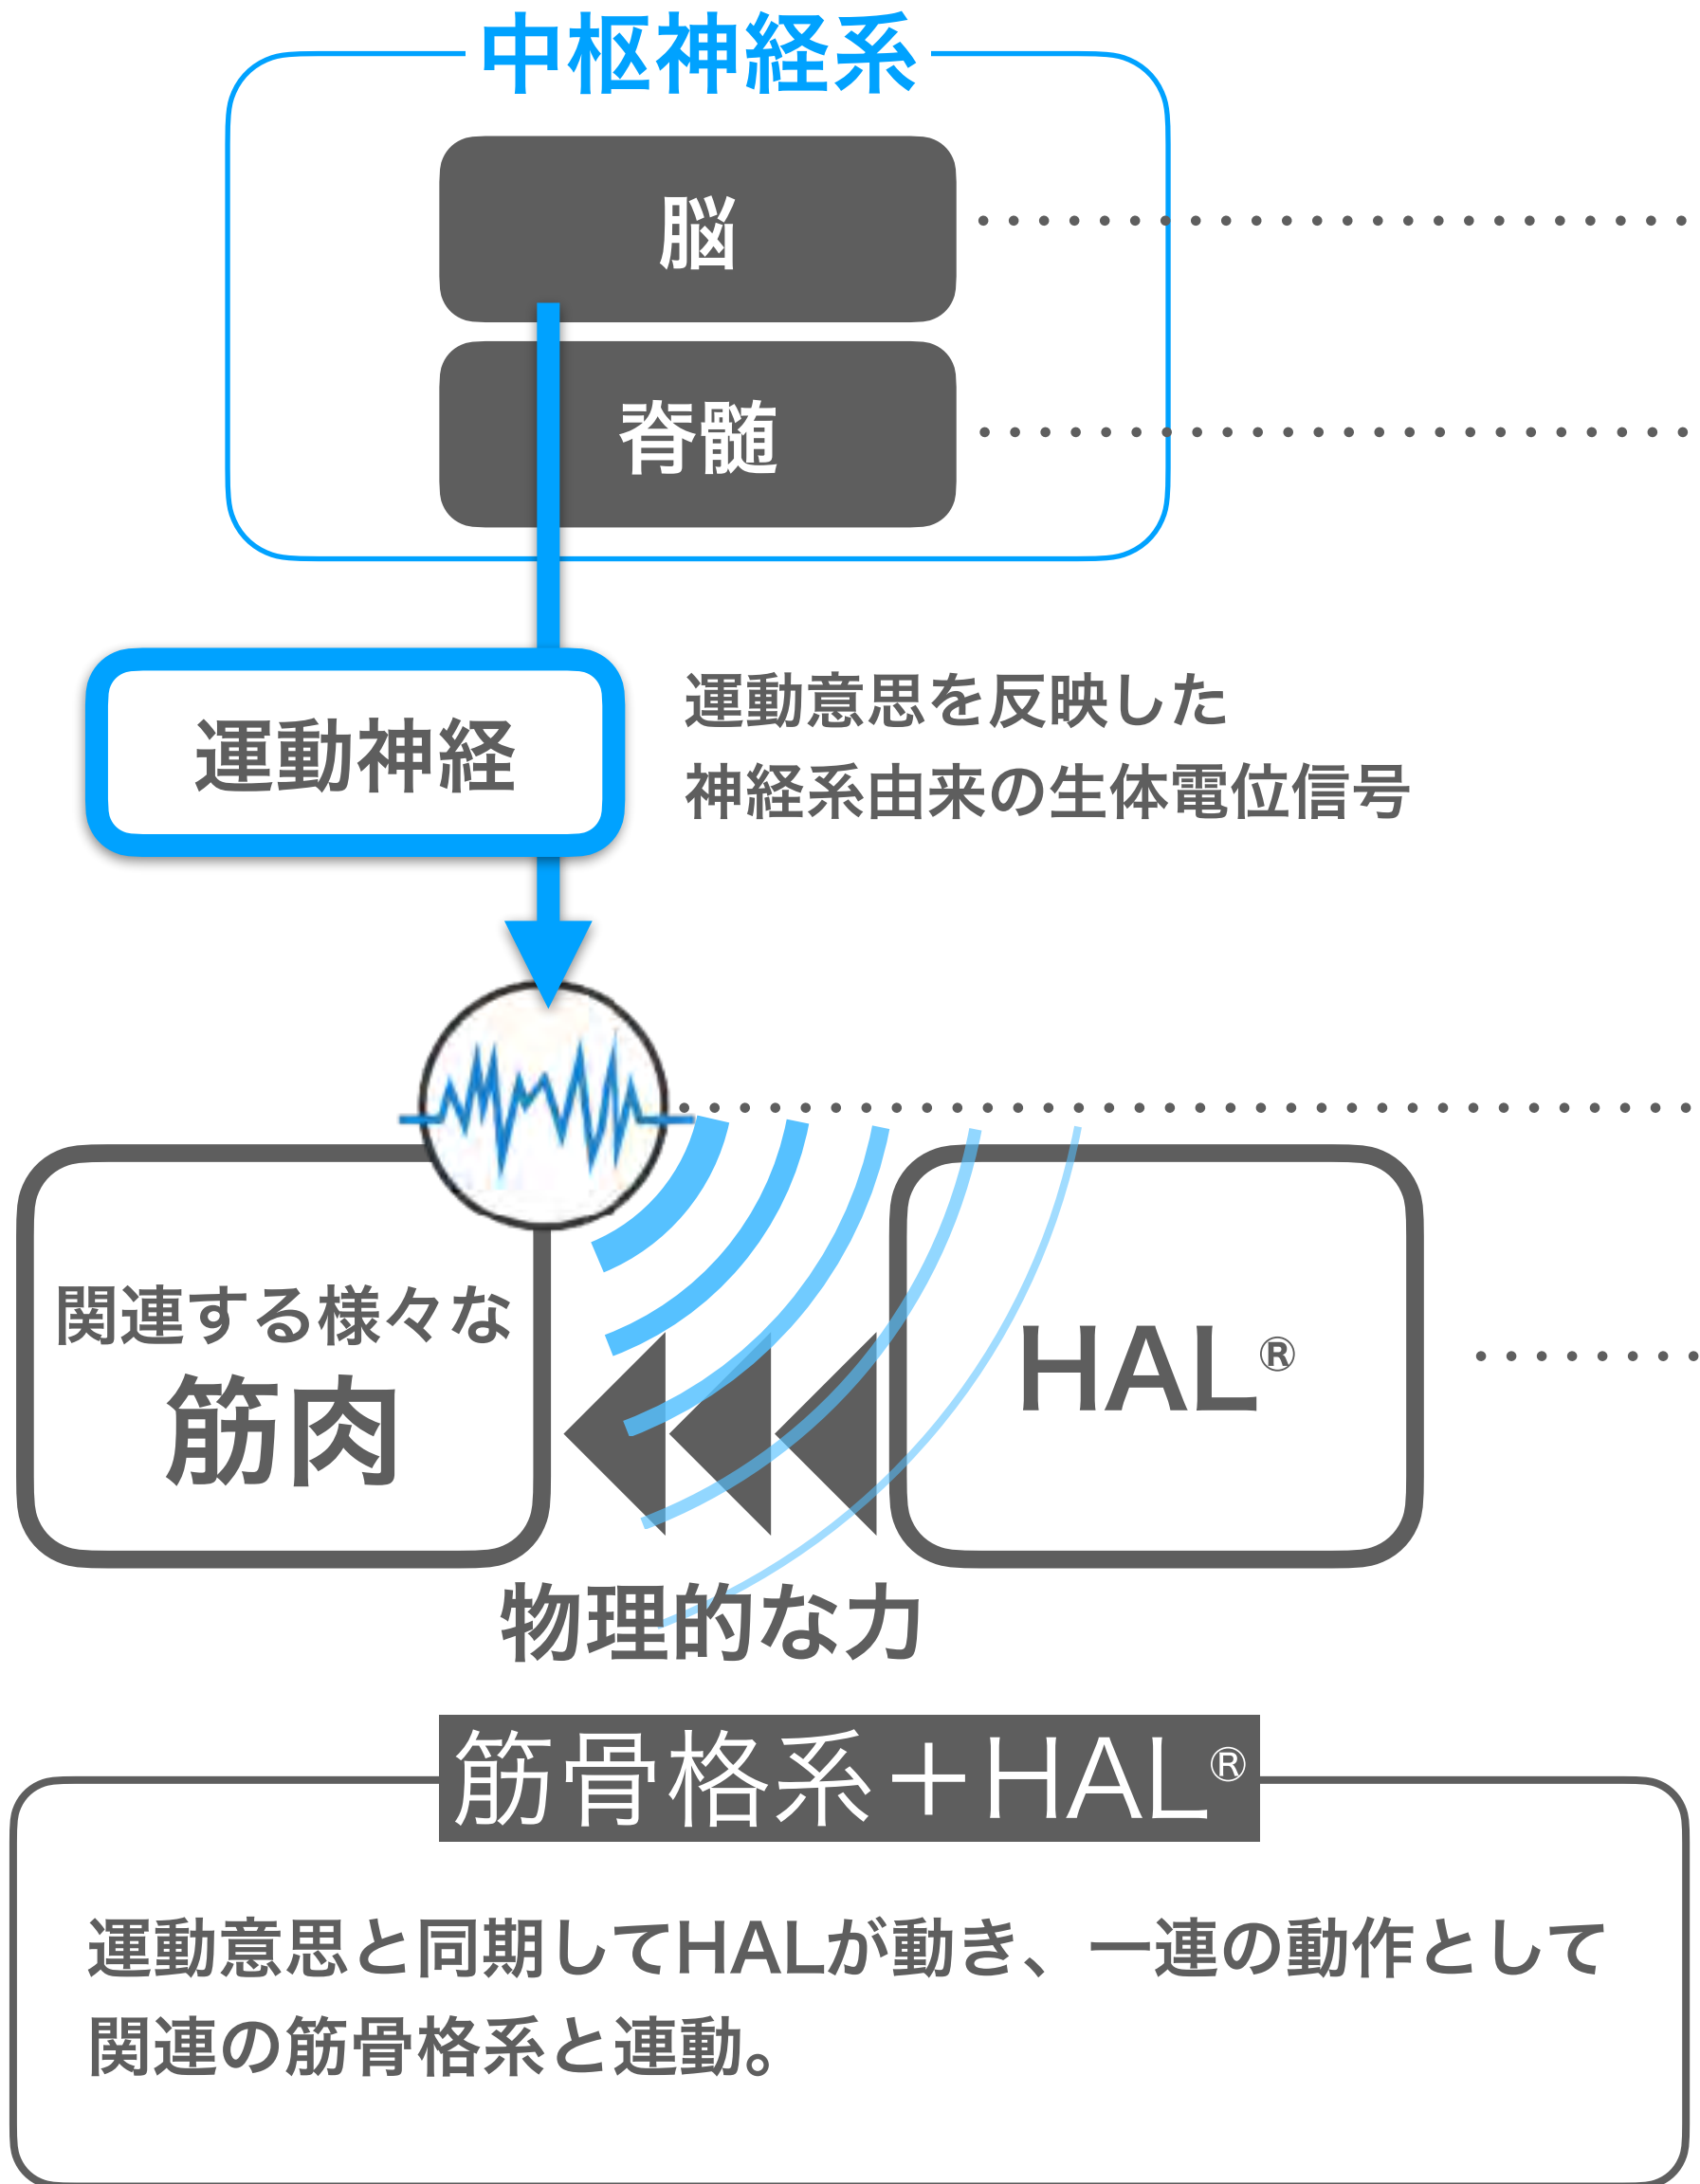 中枢神経系
脳
脊髄
運動神経
運動意思を反映した
神経系由来の生体電位信号
関連する様々な
筋肉
HAL®
物理的な力
筋骨格系＋HAL®
運動意思と同期してHALが動き、一連の動作として
関連の筋骨格系と運動。